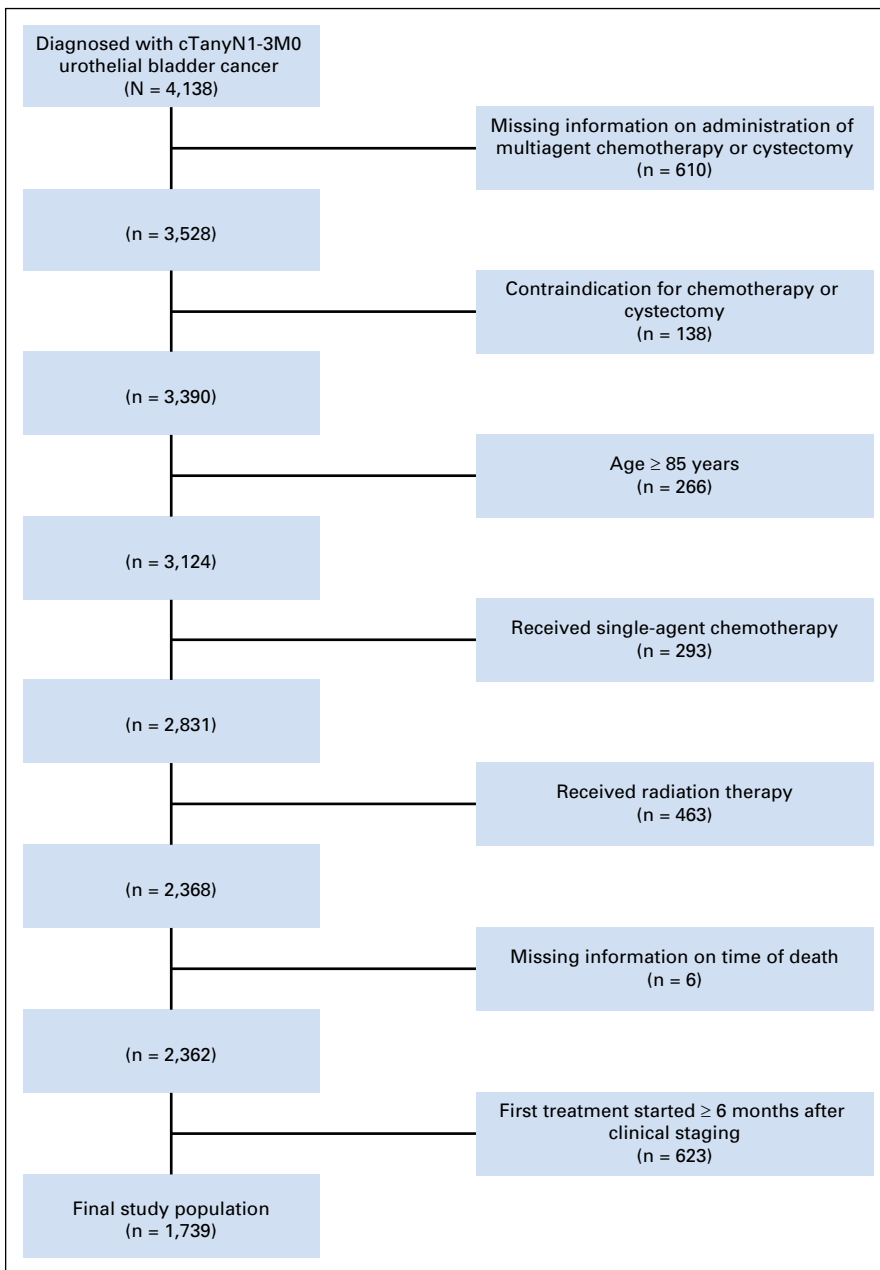 Diagnosed with cTanyN1-3M0
urothelial bladder cancer
(N = 4,138)
Missing information on administration of
multiagent chemotherapy or cystectomy
(n = 610)
(n = 3,528)
Contraindication for chemotherapy or
cystectomy
(n = 138)
(n = 3,390)
Age ≥ 85 years
(n = 266)
(n = 3,124)
Received single-agent chemotherapy
(n = 293)
(n = 2,831)
Received radiation therapy
(n = 463)
(n = 2,368)
Missing information on time of death
(n = 6)
(n = 2,362)
First treatment started ≥ 6 months after
clinical staging
(n = 623)
Final study population
(n = 1,739)